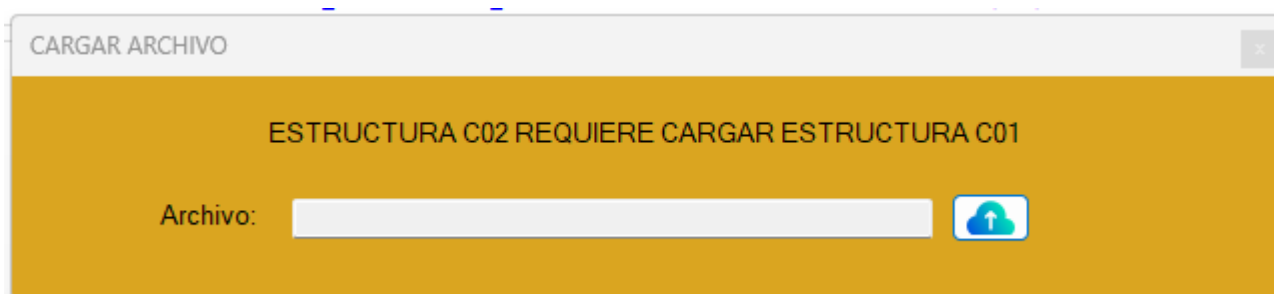 CARGAR ARCHIVO
x
ESTRUCTURA C02 REQUIERE CARGAR ESTRUCTURA C01
Archivo: